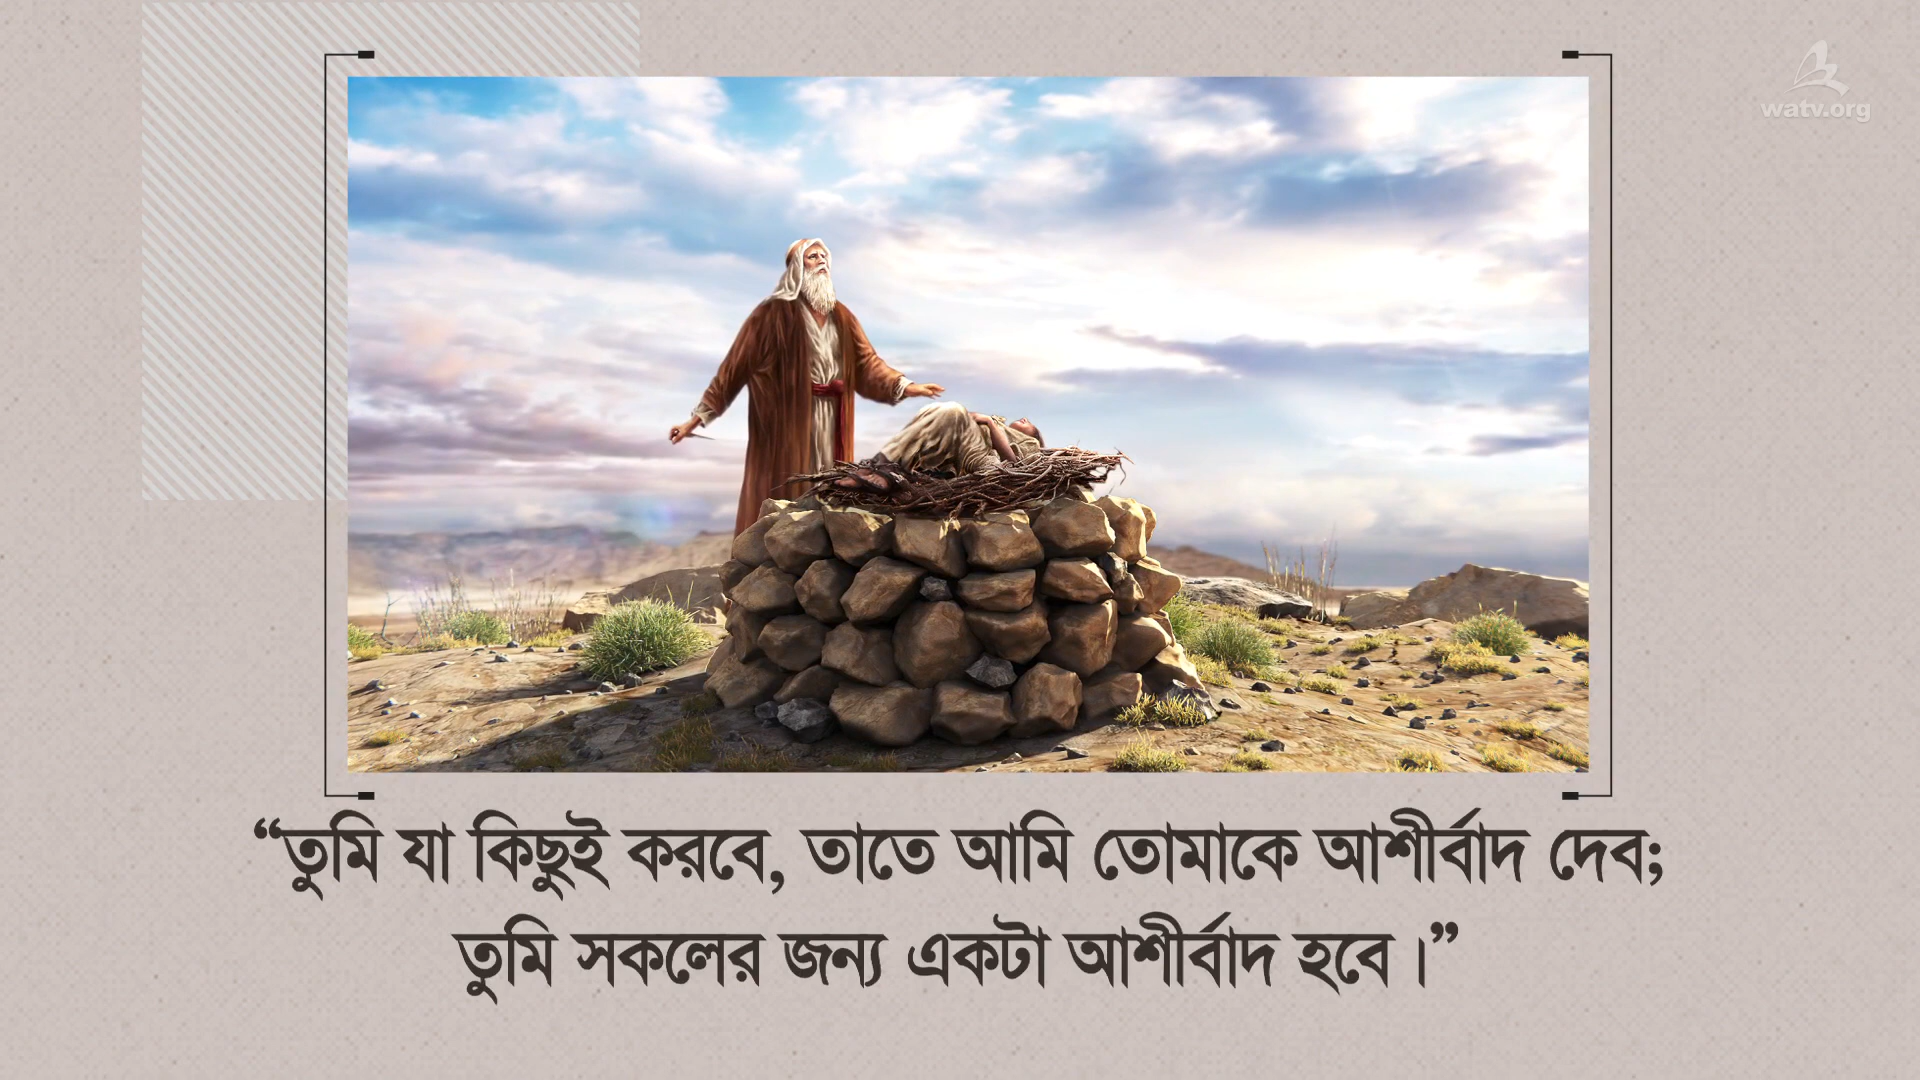 watv.org
“তুমি যা কিছুই করবে, তাতে আমি তোমাকে আশীর্বাদ দেব;
তুমি সকলের জন্য একটা আশীর্বাদ হবে।”